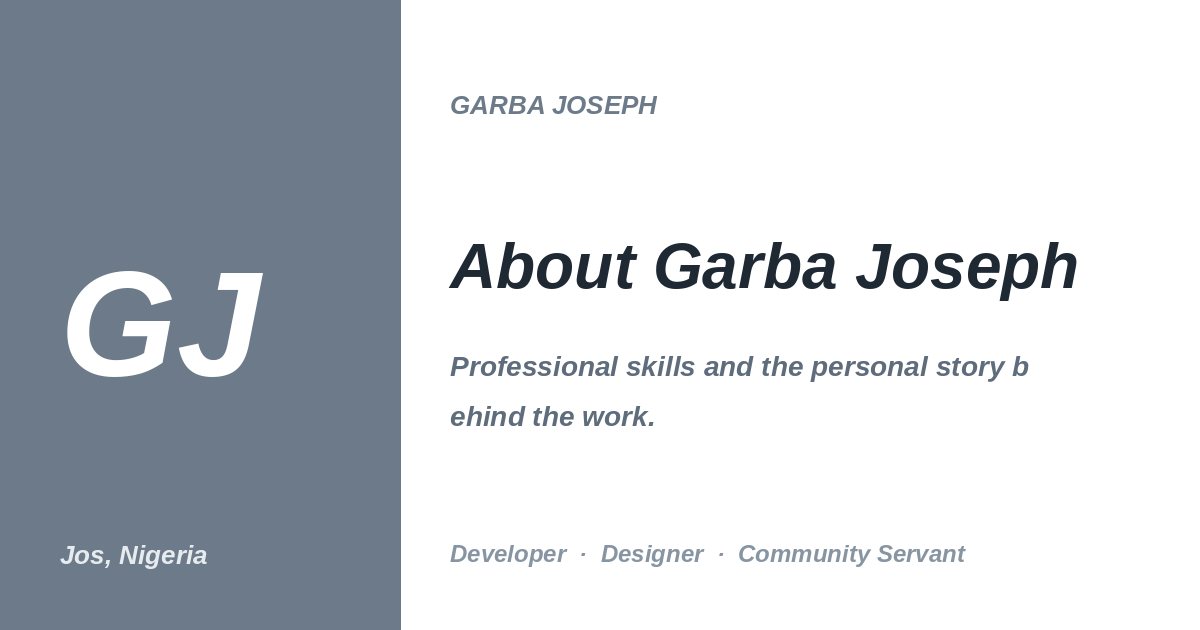 GJ
Jos, Nigeria
GARBA JOSEPH
About Garba Joseph
Professional skills and the personal story b
ehind the work.
Developer · Designer · Community Servant